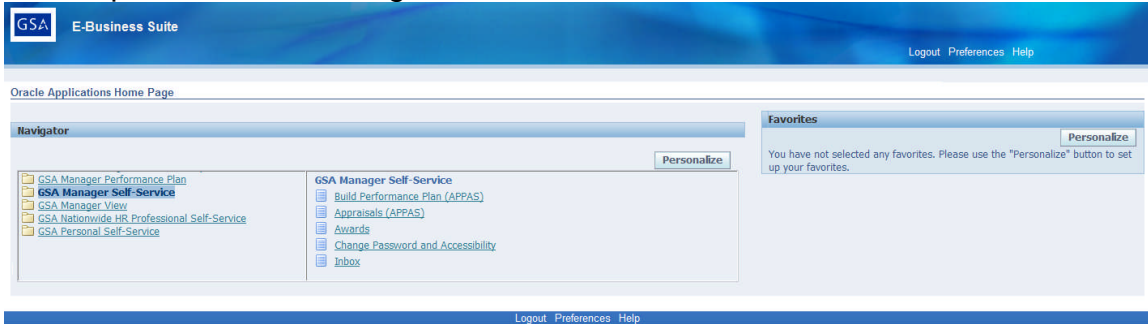 GSA E-Business Suite
Logout Preferences Help
Oracle Applications Home Page
Navigator
Personalize
GSA Manager Performance Plan
GSA Manager Self-Service
GSA Manager View
GSA Nationwide HR Professional Self-Service
GSA Personal Self-Service
GSA Manager Self-Service
Build Performance Plan (APPAS)
Appraisals (APPAS)
Awards
Change Password and Accessibility
Inbox
Favorites
Personalize
You have not selected any favorites. Please use the "Personalize" button to set
up your favorites.
Logout Preferences Help